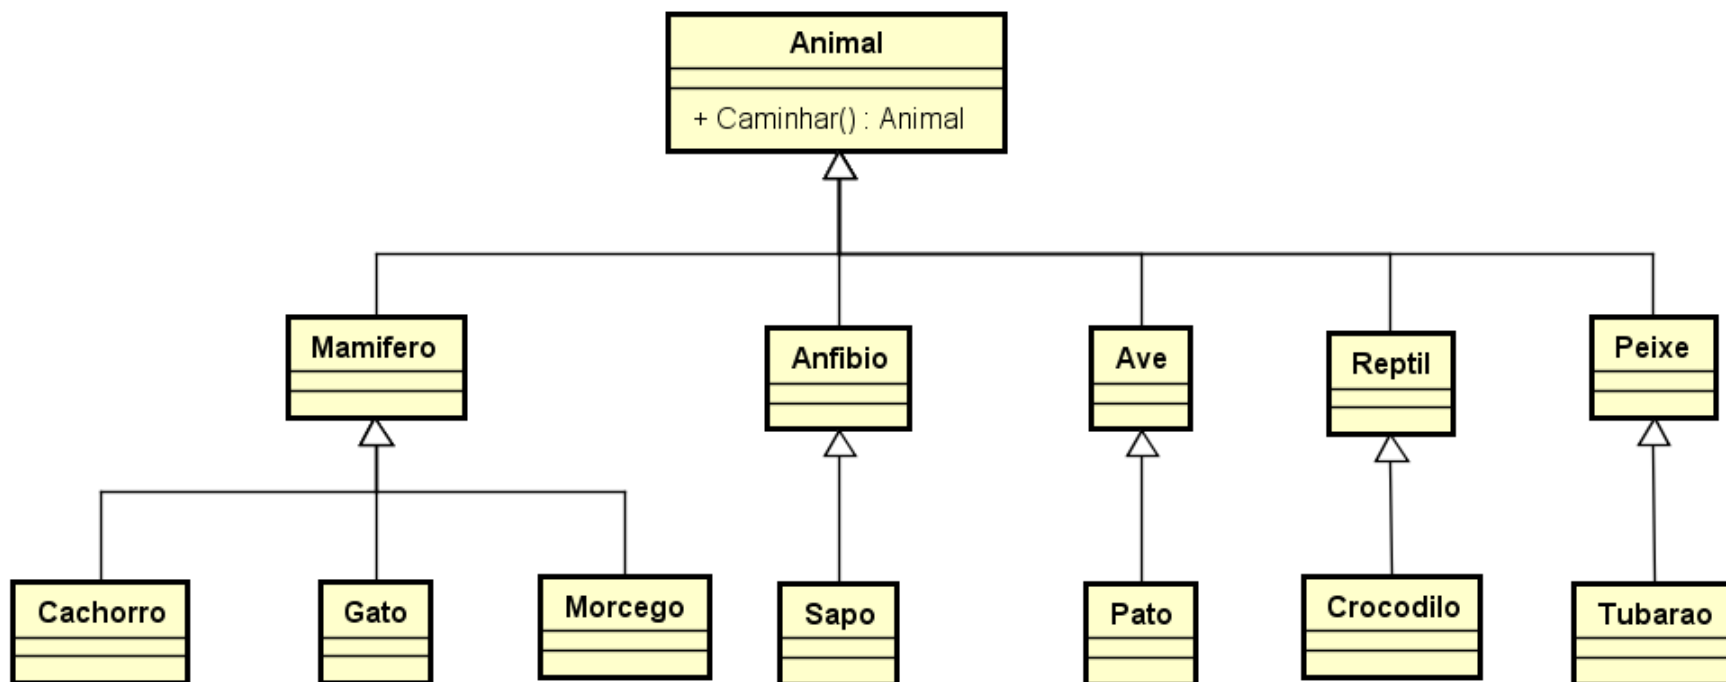 Animal
+ Caminhar() : Animal
Mamifero
Anfibio
Ave
Reptil
Peixe
Cachorro
Gato
Morcego
Sapo
Pato
Crocodilo
Tubarao